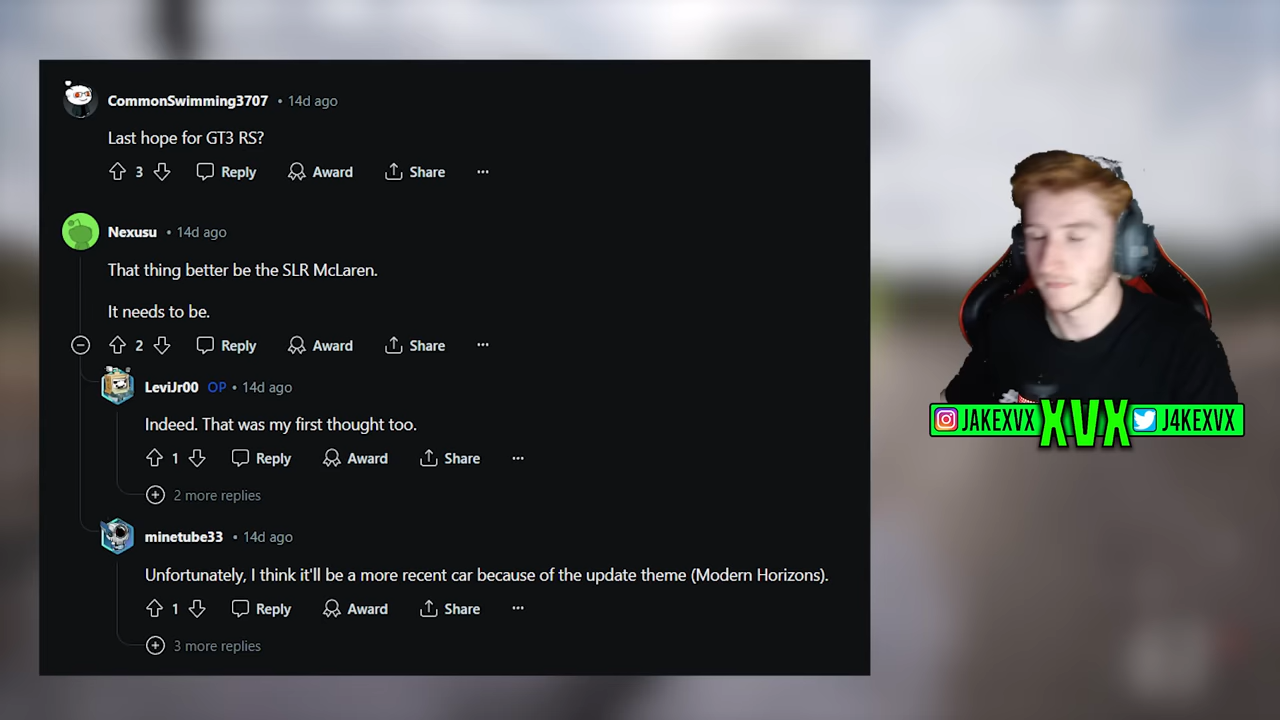 CommonSwimming3707 • 14d ago
Last hope for GT3 RS?
3 Reply Award Share ...
Nexusu • 14d ago
That thing better be the SLR McLaren.
It needs to be.
2 Reply Award Share ...
LeviJr00 OP • 14d ago
Indeed. That was my first thought too.
1 Reply Award Share ...
2 more replies
minetube33 • 14d ago
Unfortunately, I think it'll be a more recent car because of the update theme (Modern Horizons).
1 Reply Award Share ...
3 more replies
JAKEXVX XVX J4KEXVX